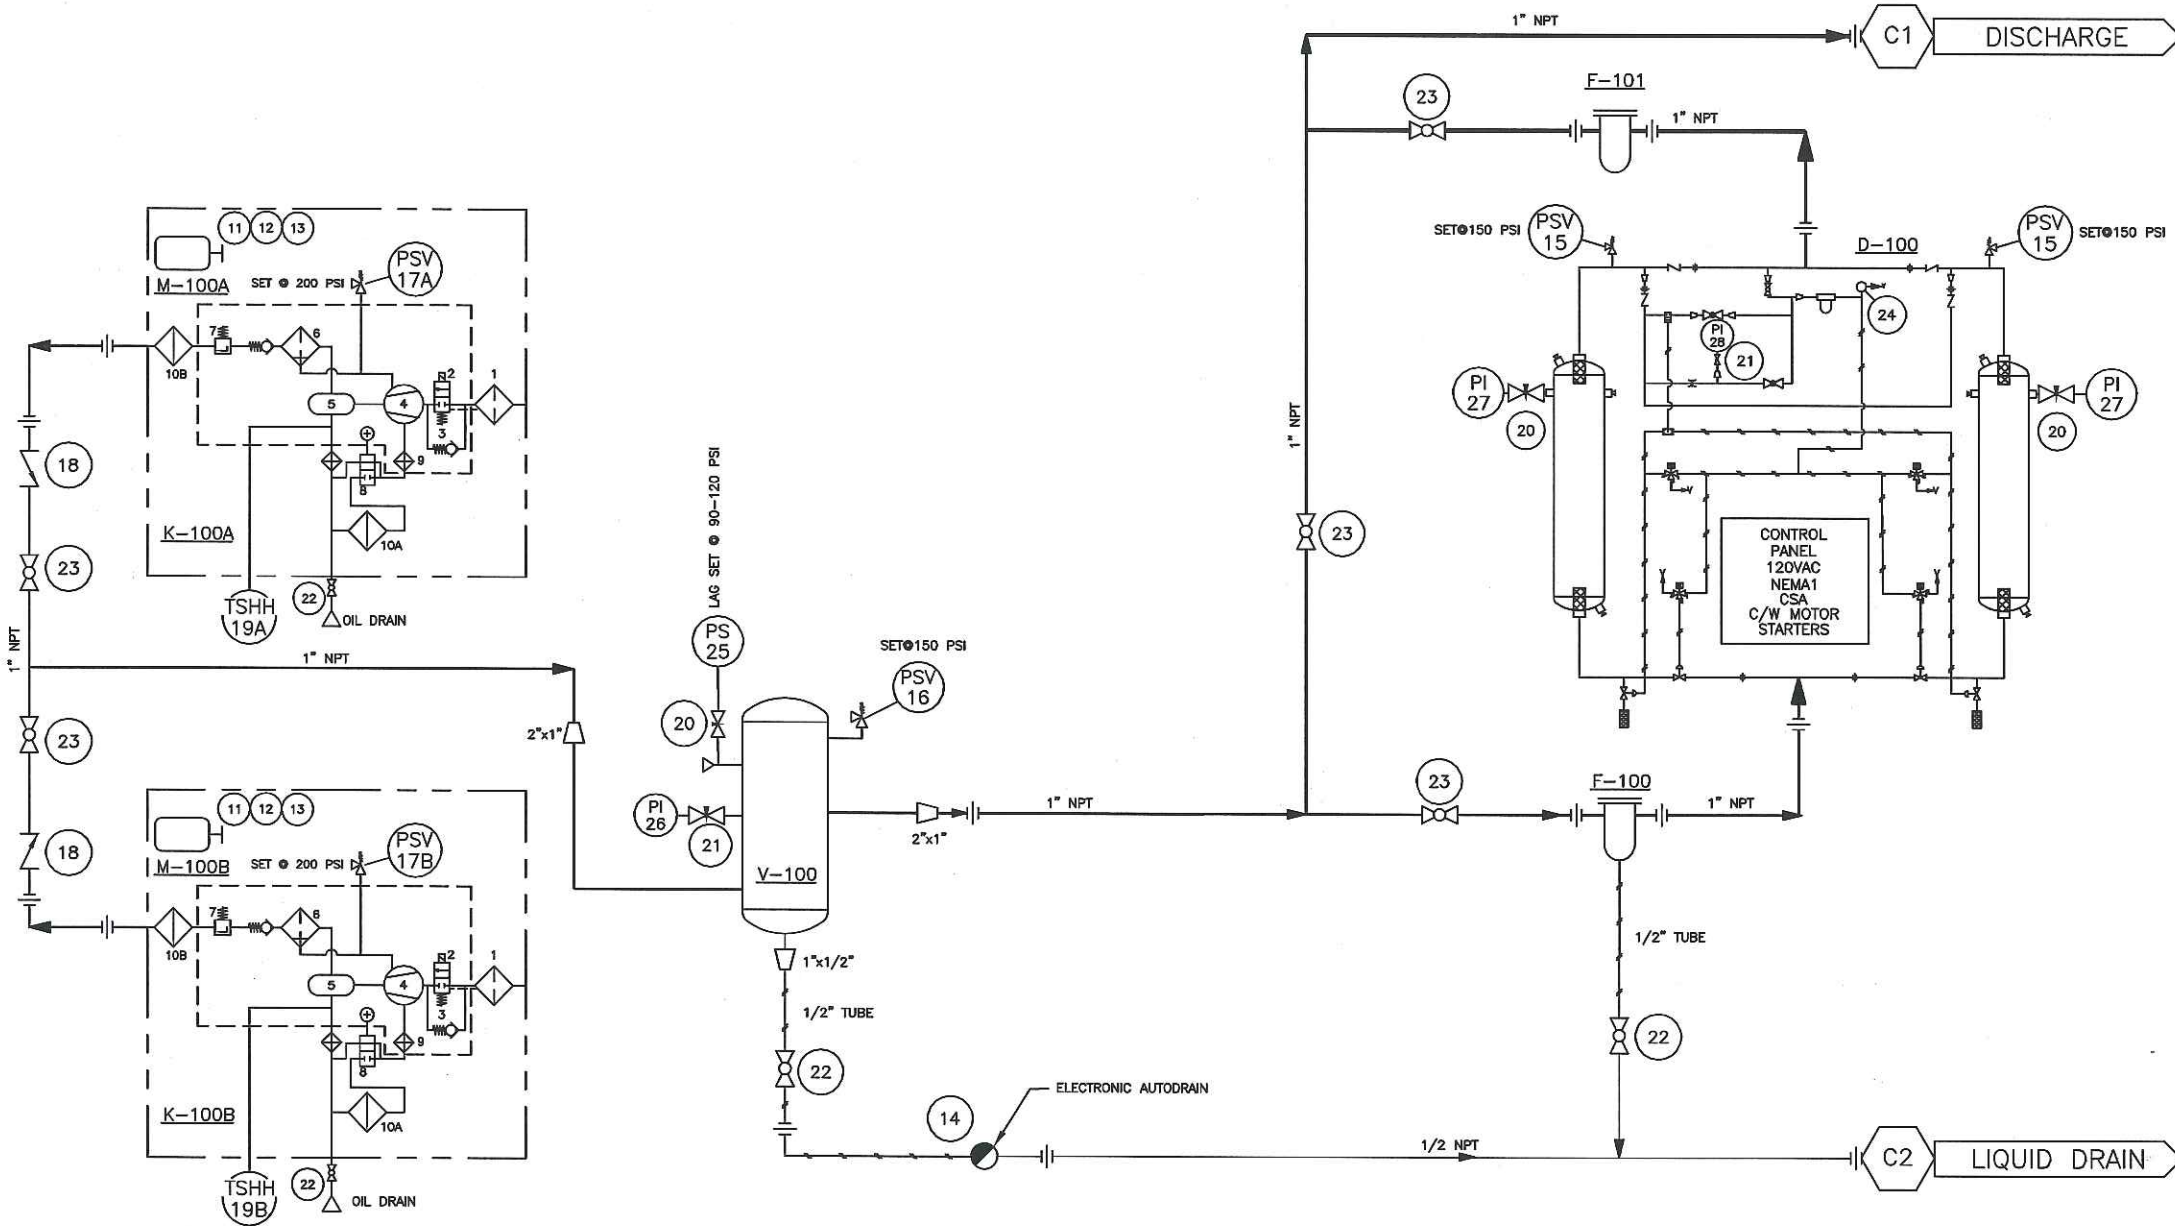 1" NPT
C1
DISCHARGE
F-101
23
1" NPT
11
12
13
M-100A
SET @ 200 PSI
PSV
17A
7
6
10B
2
1
5
4
3
9
8
K-100A
10A
22
OIL DRAIN
TSHH
19A
18
23
1" NPT
1" NPT
2"x1"
23
18
11
12
13
M-100B
SET @ 200 PSI
PSV
17B
7
6
10B
2
1
5
4
3
9
8
K-100B
10A
22
OIL DRAIN
TSHH
19B
LAG SET @ 90-120 PSI
PS
25
20
SET@150 PSI
PSV
16
PI
26
21
V-100
2"x1"
1" NPT
1"x1/2"
1/2" TUBE
22
14
ELECTRONIC AUTODRAIN
1/2 NPT
1" NPT
23
SET@150 PSI
PSV
15
D-100
PSV
15
SET@150 PSI
24
PI
28
21
PI
27
20
PI
27
20
CONTROL
PANEL
120VAC
NEMA1
CSA
C/W MOTOR
STARTERS
23
F-100
1" NPT
1/2" TUBE
22
C2
LIQUID DRAIN